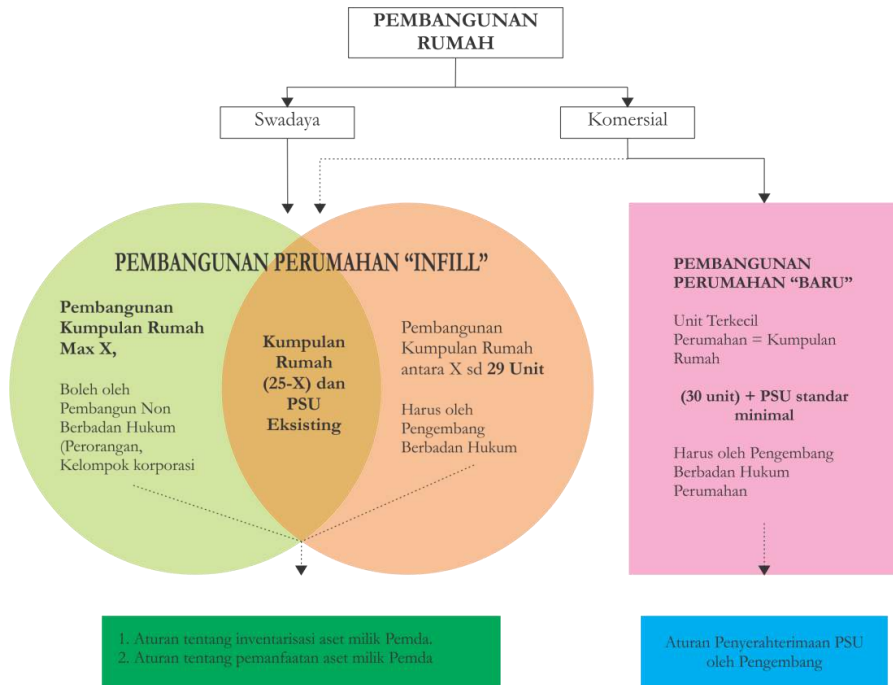 PEMBANGUNAN
RUMAH
Swadaya
Komersial
PEMBANGUNAN PERUMAHAN “INFILL”
Pembangunan
Kumpulan Rumah
Max X,
Boleh oleh
Pembangun Non
Berbadan Hukum
(Perorangan,
Kelompok korporasi
Kumpulan
Rumah
(25-X) dan
PSU
Eksisting
Pembangunan
Kumpulan Rumah
antara X sd 29 Unit
Harus oleh
Pengembang
Berbadan Hukum
PEMBANGUNAN
PERUMAHAN “BARU”
Unit Terkecil
Perumahan = Kumpulan
Rumah
(30 unit) + PSU standar
minimal
Harus oleh Pengembang
Berbadan Hukum
Perumahan
1. Aturan tentang inventarisasi aset milik Pemda.
2. Aturan tentang pemanfaatan aset milik Pemda
Aturan Penyerahterimaan PSU
oleh Pengembang